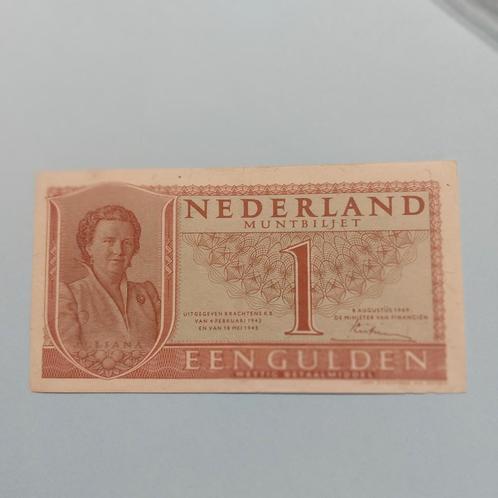 NEDERLAND
MUNTBILJET
1
UITGEGEVEN KRACHTENS K.B.
VAN 4 FEBRUARI 1943
EN VAN 18 MEI 1945
8 AUGUSTUS 1949
DE MINISTER VAN FINANCIËN
JULIANA
EEN GULDEN
WETTIG BETAALMIDDEL